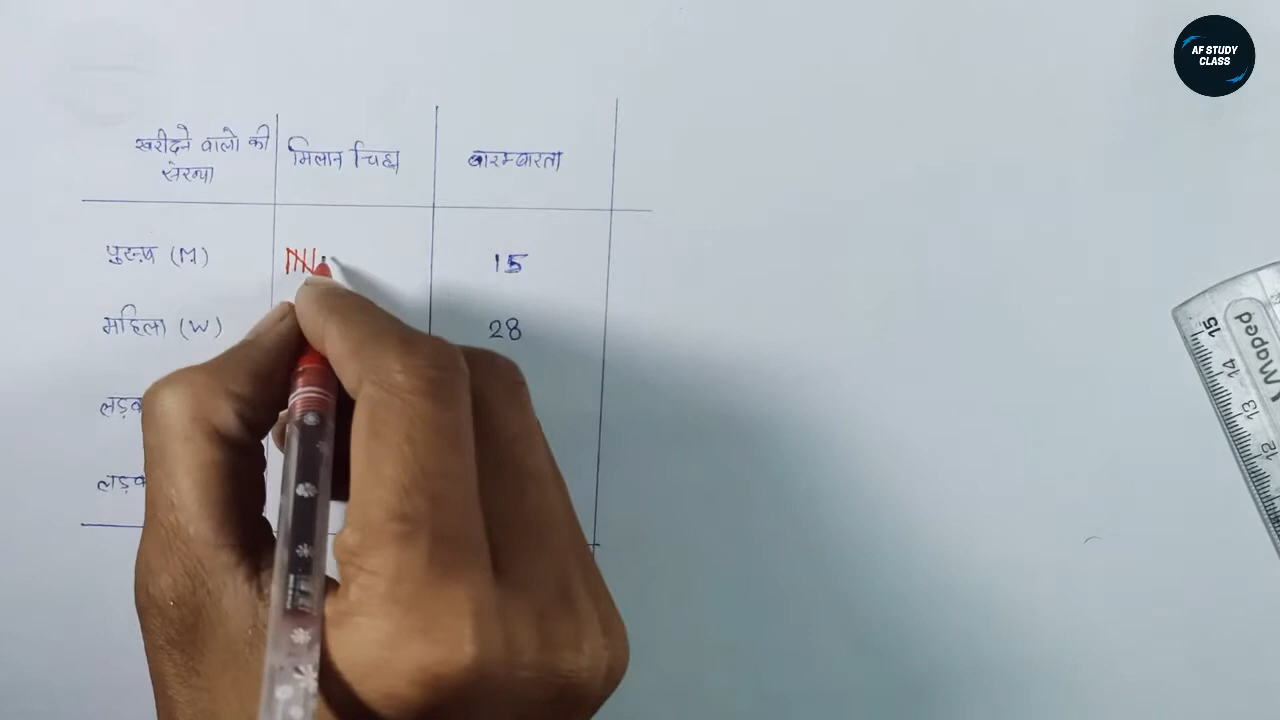 AF STUDY
CLASS
खरीदने वालो की
संख्या
मिलान चिह्न
बारम्बारता
पुरुष (M)
15
महिला (W)
28
15
14
13
12
Maped